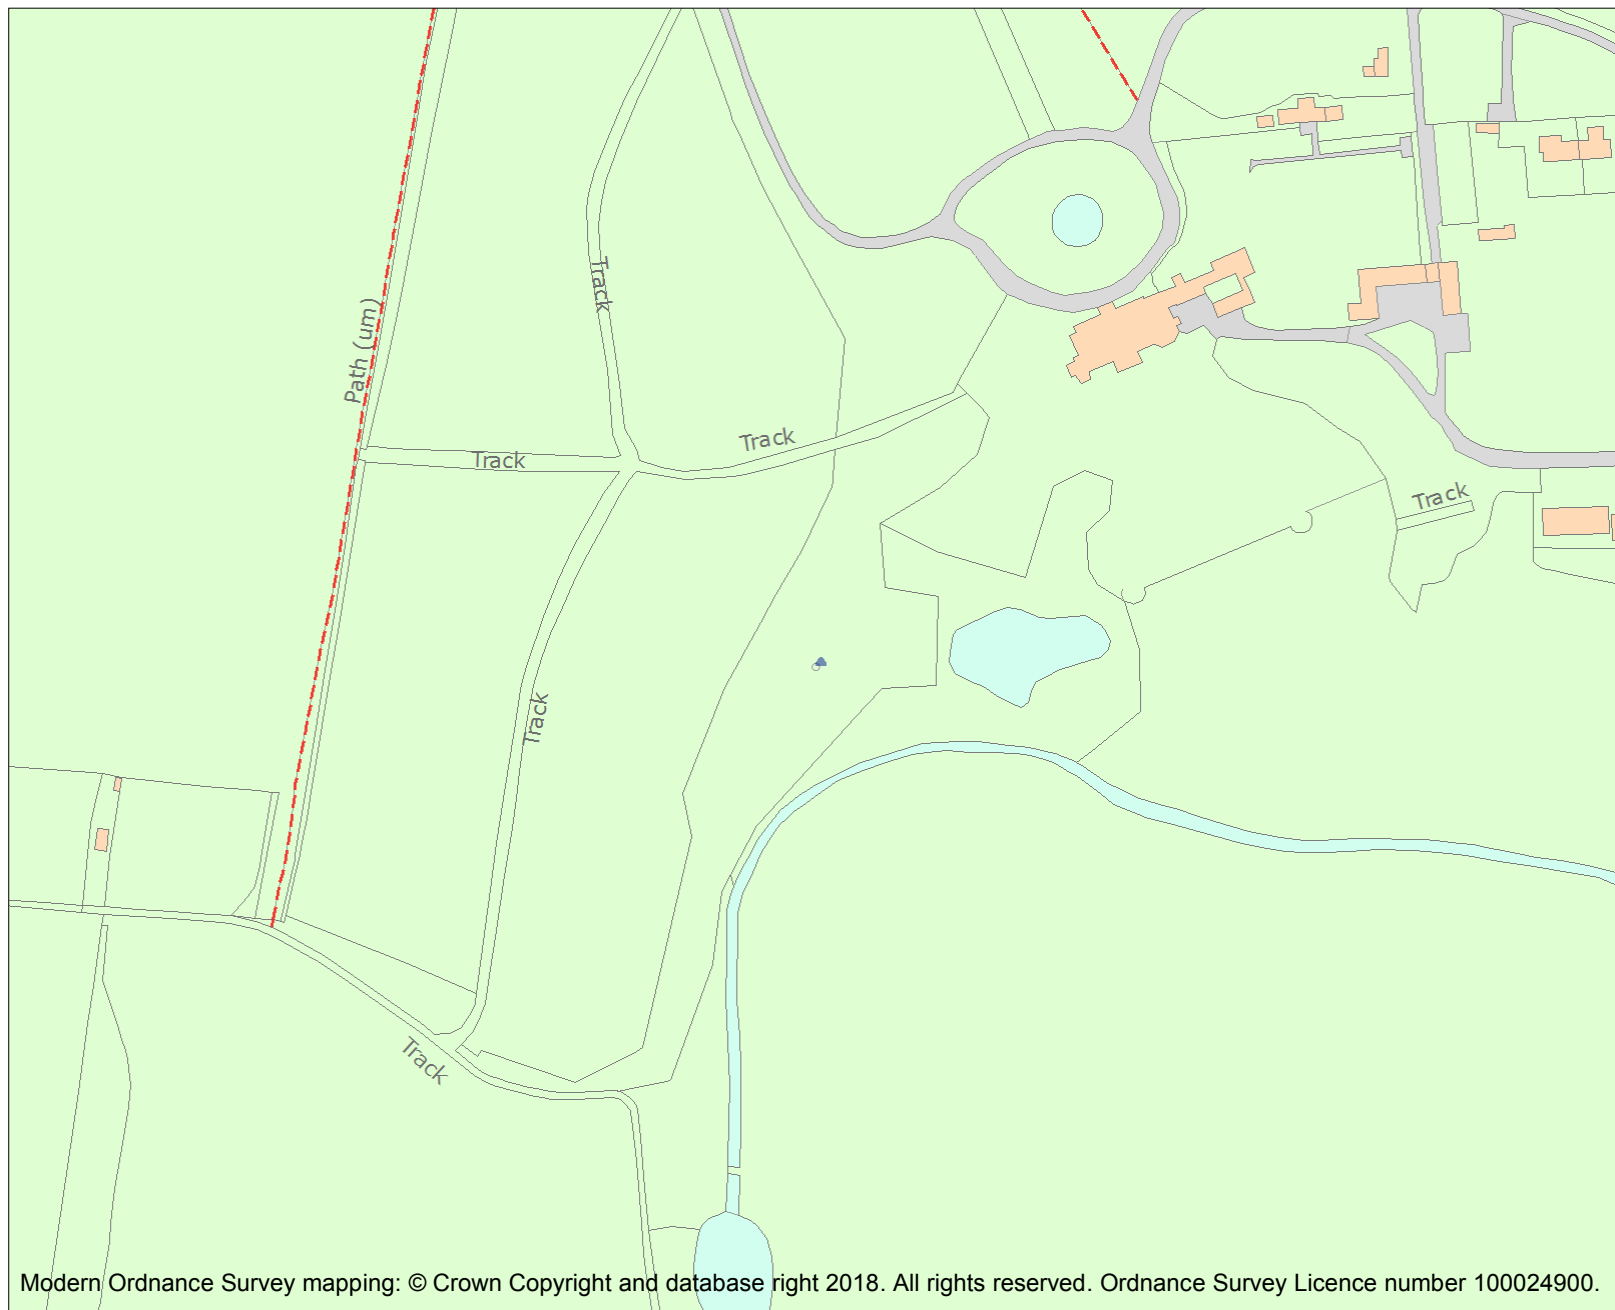 Track
Path (um)
Track
Track
Track
Track
Track
Modern Ordnance Survey mapping: © Crown Copyright and database right 2018. All rights reserved. Ordnance Survey Licence number 100024900.